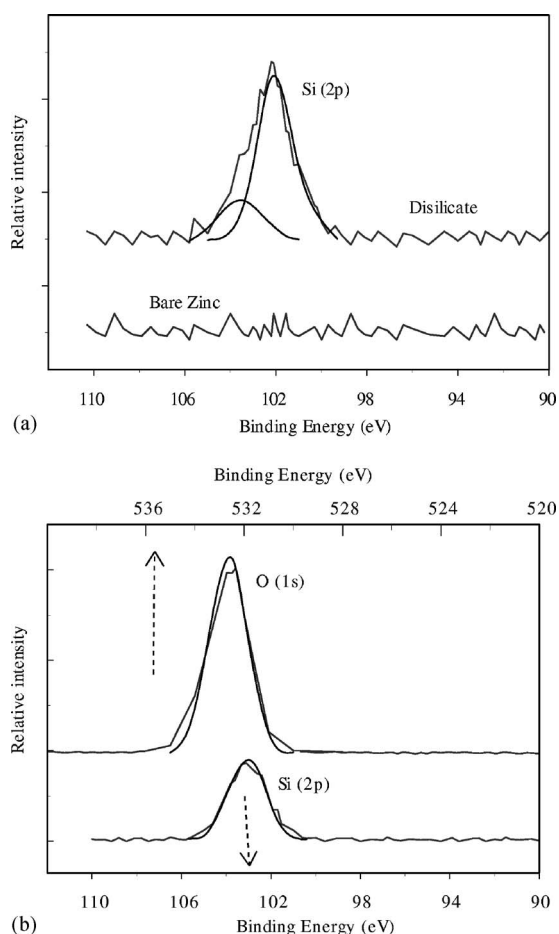 Relative intensity
Si (2p)
Disilicate
Bare Zinc
110 106 102 98 94 90
Binding Energy (eV)
(a)
Binding Energy (eV)
536 532 528 524 520
O (1s)
Relative intensity
Si (2p)
110 106 102 98 94 90
Binding Energy (eV)
(b)